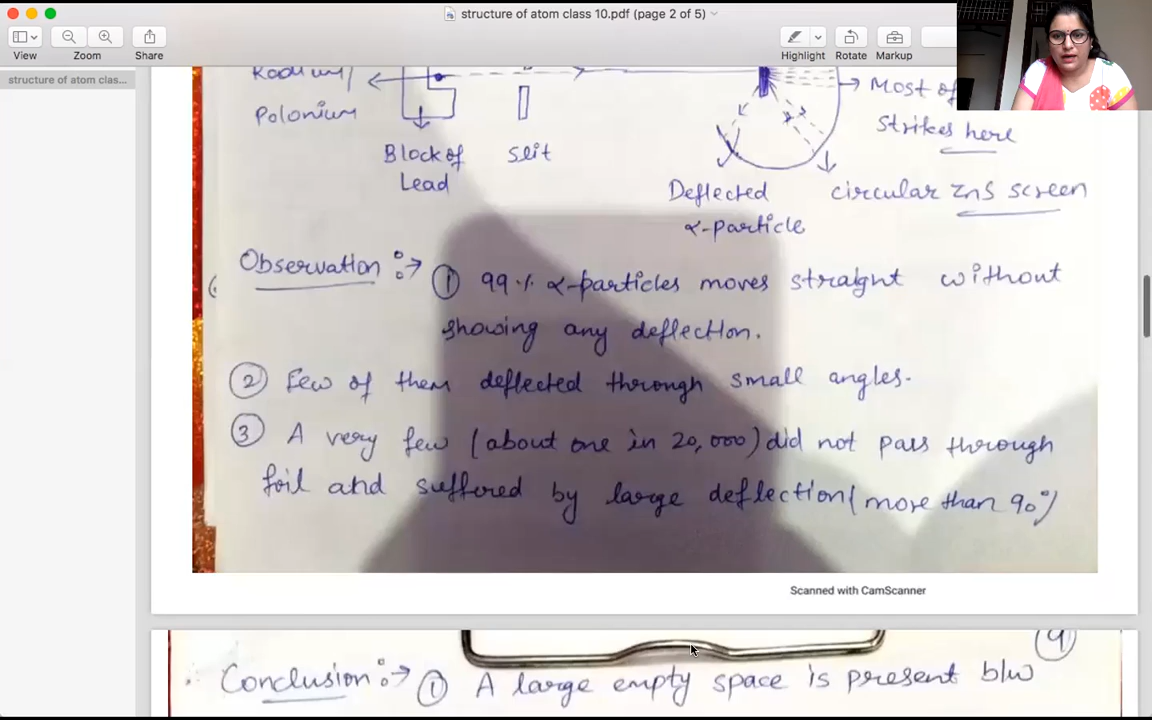 structure of atom class 10.pdf (page 2 of 5)
View
Zoom
Share
Highlight
Rotate
Markup
structure of atom clas...
Radium/
Polonium
Block of
Lead
Slit
Most of
Strikes here
Deflected
α-particle
circular ZnS screen
Observation :→ ① 99% α-particles moves straight without
showing any deflection.
② Few of them deflected through small angles.
③ A very few (about one in 20,000) did not pass through
foil and suffered by large deflection (more than 90°)
Scanned with CamScanner
(4)
Conclusion :→ ① A large empty space is present b/w